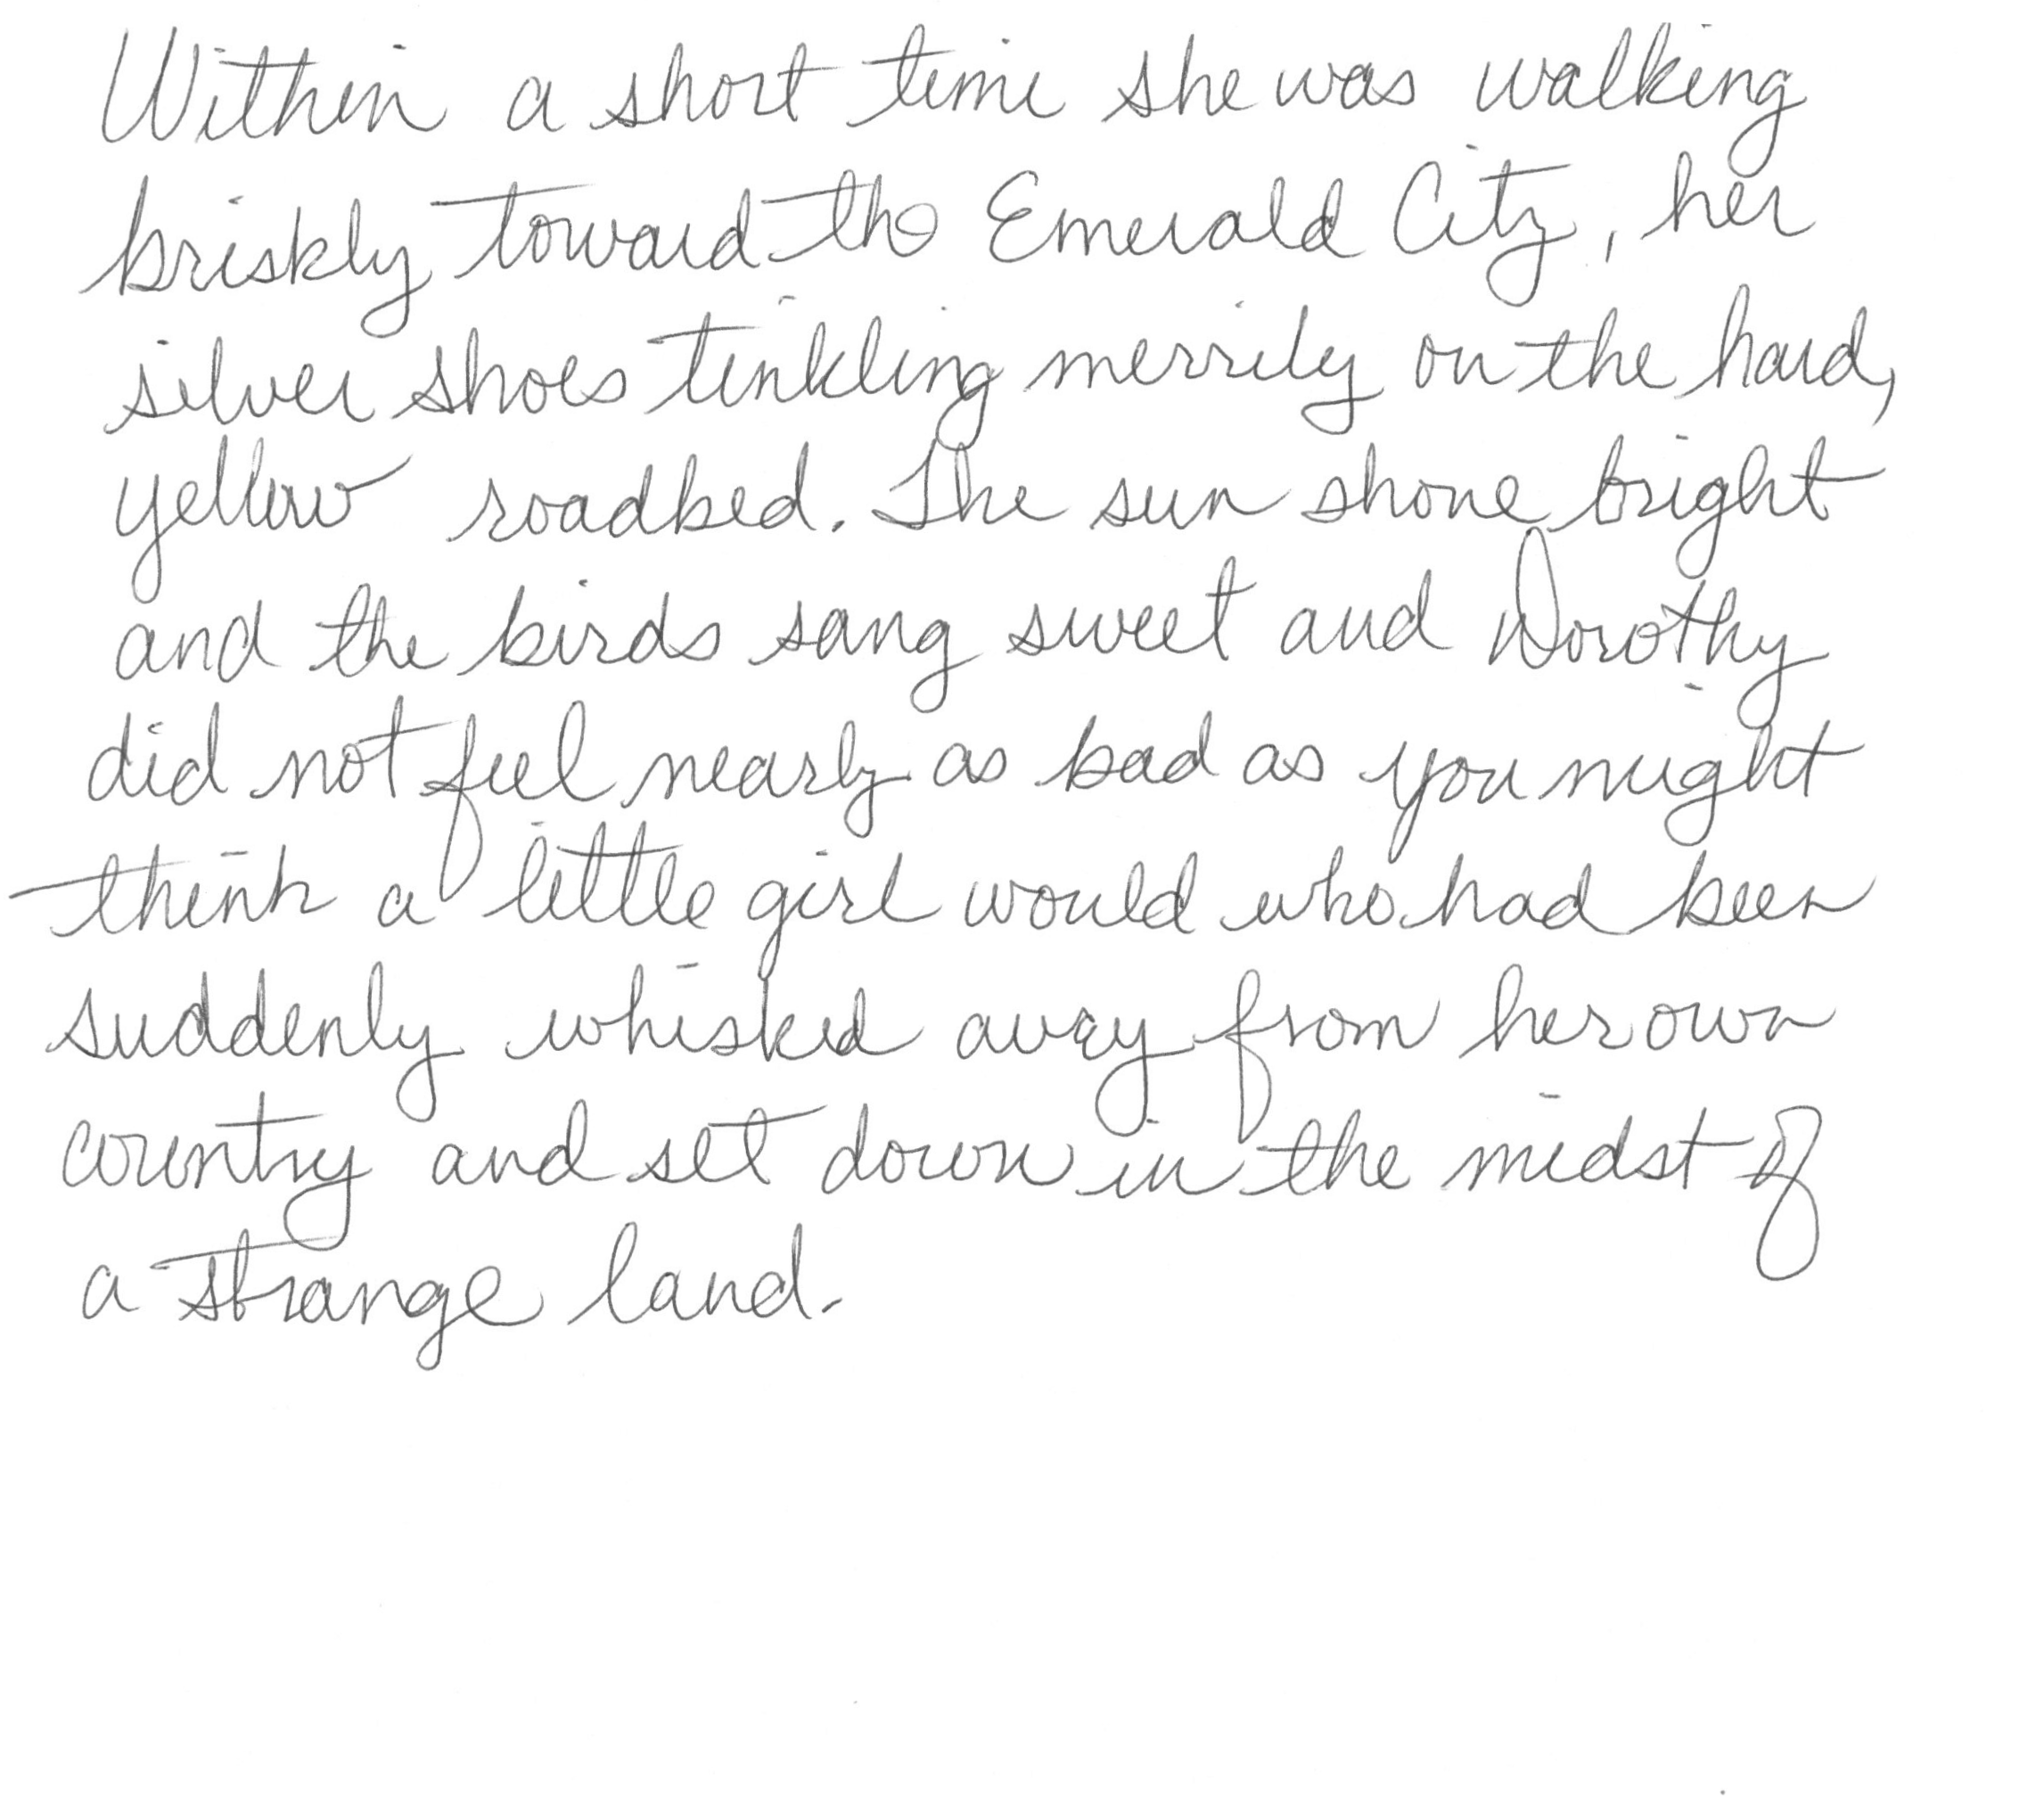 Within a short time she was walking
briskly toward the Emerald City, her
silver shoes tinkling merrily on the hard,
yellow roadbed. The sun shone bright
and the birds sang sweet and Dorothy
did not feel nearly as bad as you might
think a little girl would who had been
suddenly whisked away from her own
country and set down in the midst of
a strange land.